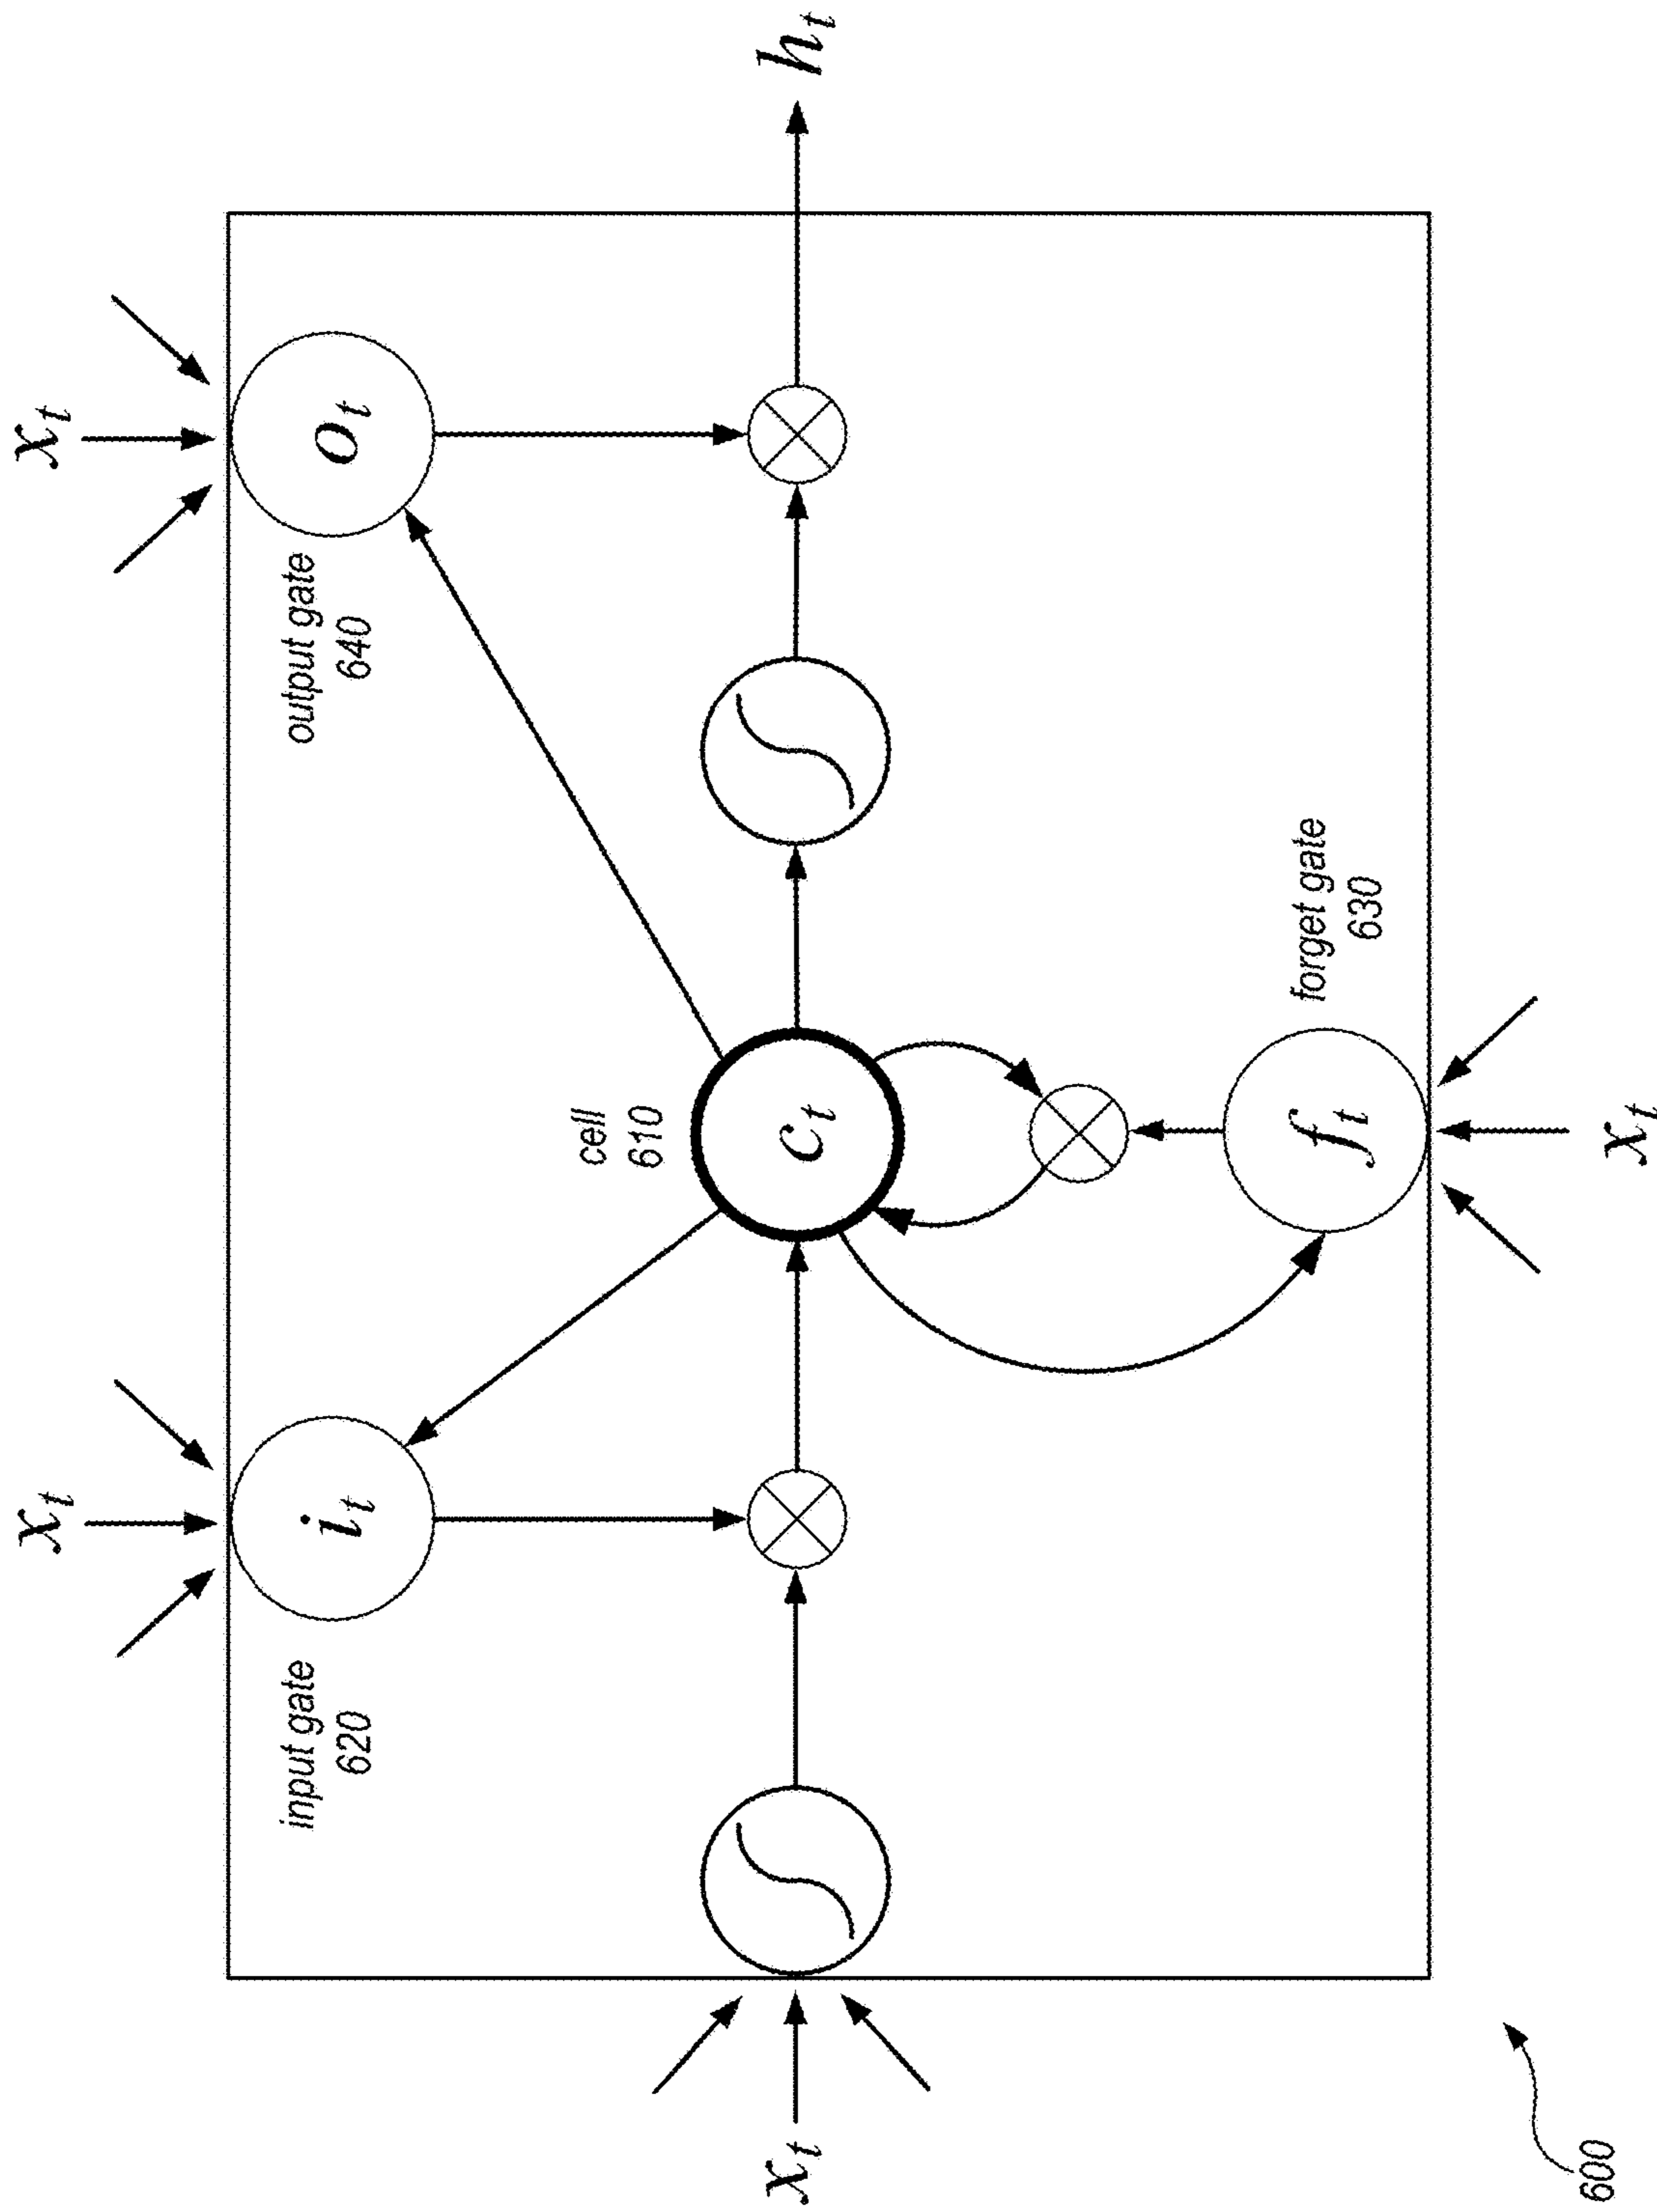 x_t
x_t
input gate
620
i_t
output gate
640
o_t
cell
610
x_t
c_t
h_t
forget gate
630
f_t
x_t
600